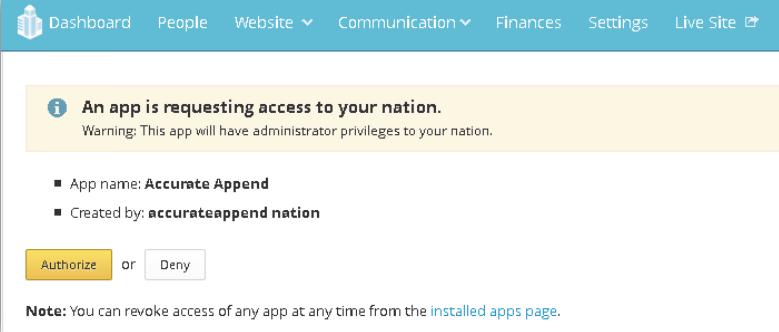 Dashboard People Website Communication Finances Settings Live Site
An app is requesting access to your nation.
Warning: This app will have administrator privileges to your nation.
App name: Accurate Append
Created by: accurateappend nation
Authorize or Deny
Note: You can revoke access of any app at any time from the installed apps page.